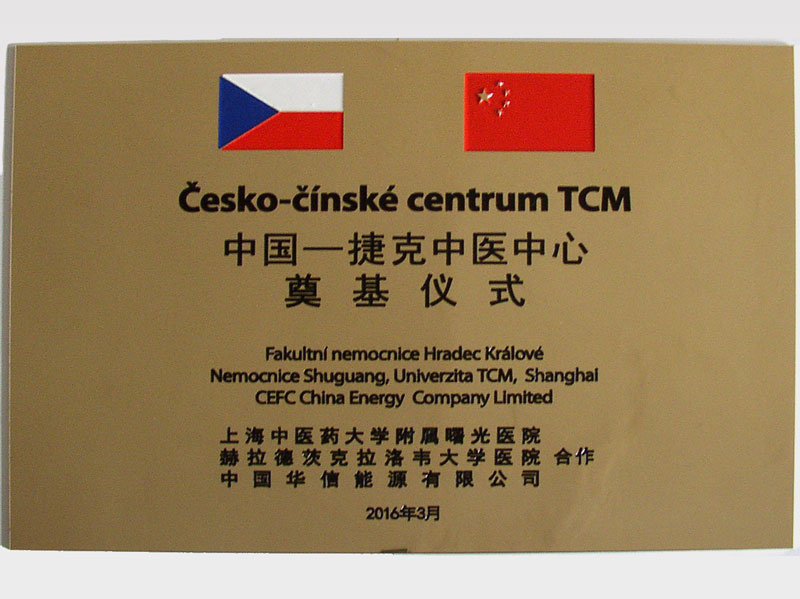 Česko-čínské centrum TCM
中国—捷克中医中心
奠基仪式
Fakultní nemocnice Hradec Králové
Nemocnice Shuguang, Univerzita TCM, Shanghai
CEFC China Energy Company Limited
上海中医药大学附属曙光医院
赫拉德茨克拉洛韦大学医院 合作
中国华信能源有限公司
2016年3月